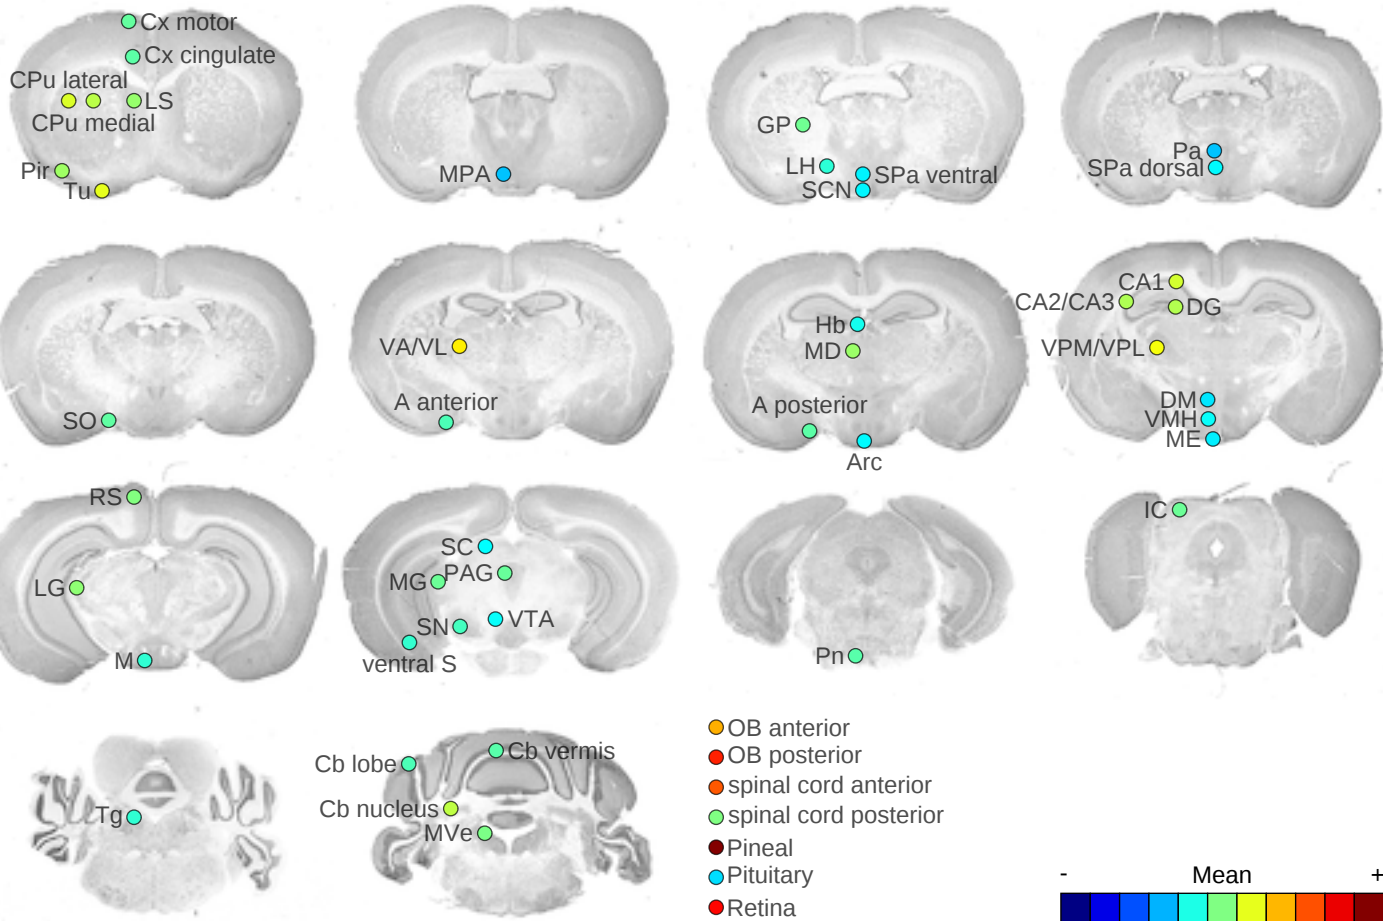 Cx motor
Cx cingulate
CPu lateral
LS
CPu medial
Pir
Tu
MPA
GP
LH
SPa ventral
SCN
Pa
SPa dorsal
SO
VA/VL
A anterior
Hb
MD
A posterior
Arc
CA1
CA2/CA3
DG
VPM/VPL
DM
VMH
ME
RS
LG
M
SC
MG
PAG
SN
VTA
ventral S
Pn
IC
Tg
Cb lobe
Cb vermis
Cb nucleus
MVe
OB anterior
OB posterior
spinal cord anterior
spinal cord posterior
Pineal
Pituitary
Retina
- Mean +